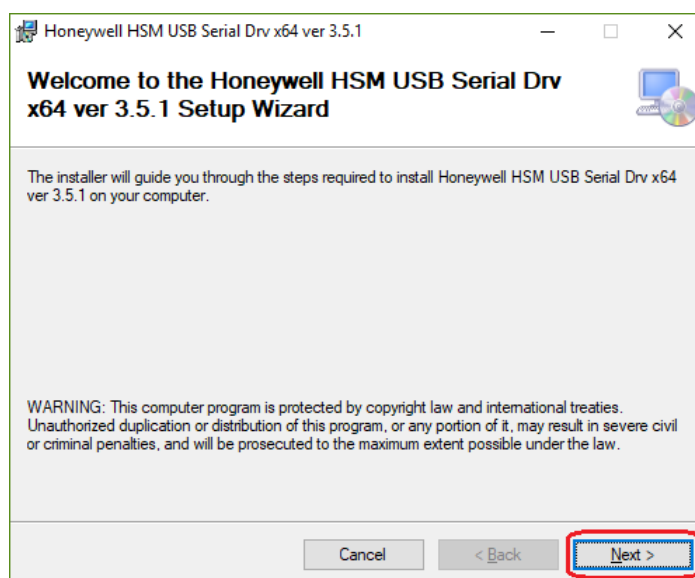 Honeywell HSM USB Serial Drv x64 ver 3.5.1
Welcome to the Honeywell HSM USB Serial Drv
x64 ver 3.5.1 Setup Wizard
The installer will guide you through the steps required to install Honeywell HSM USB Serial Drv x64
ver 3.5.1 on your computer.
WARNING: This computer program is protected by copyright law and international treaties.
Unauthorized duplication or distribution of this program, or any portion of it, may result in severe civil
or criminal penalties, and will be prosecuted to the maximum extent possible under the law.
Cancel
< Back
Next >